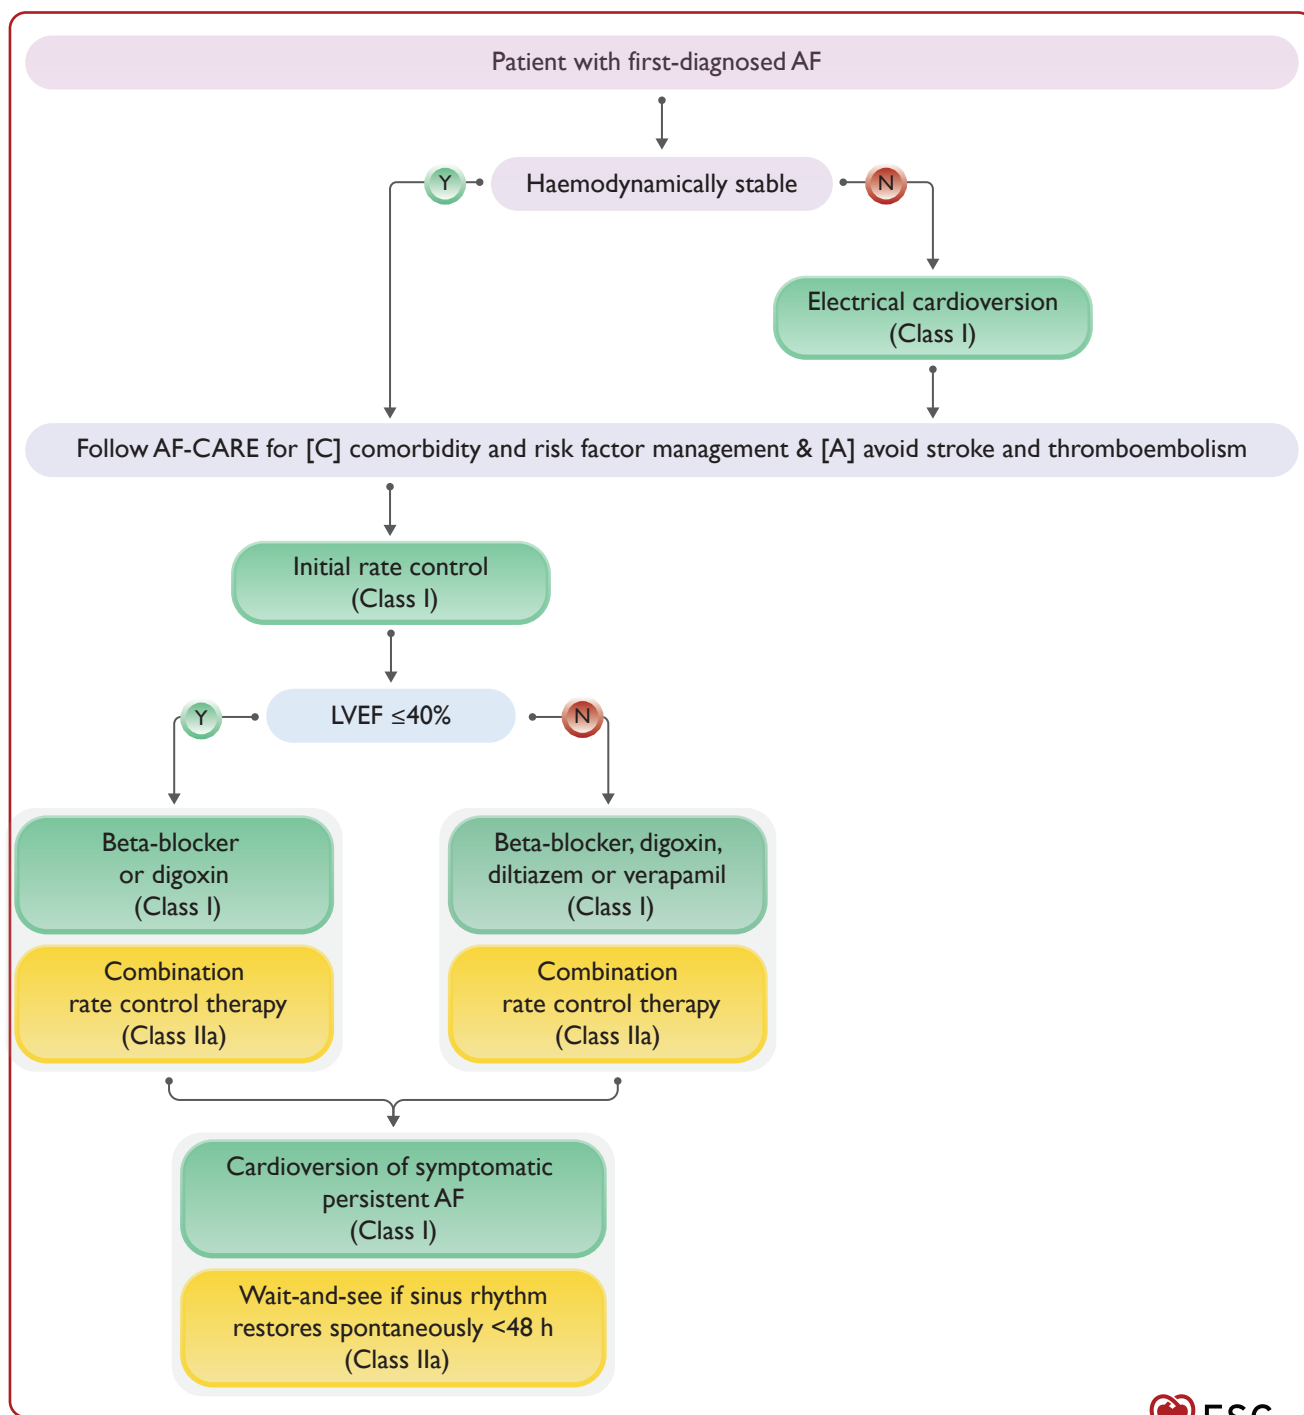 Patient with first-diagnosed AF
Y
Haemodynamically stable
N
Electrical cardioversion
(Class I)
Follow AF-CARE for [C] comorbidity and risk factor management & [A] avoid stroke and thromboembolism
Initial rate control
(Class I)
Y
LVEF ≤40%
N
Beta-blocker
or digoxin
(Class I)
Combination
rate control therapy
(Class IIa)
Beta-blocker, digoxin,
diltiazem or verapamil
(Class I)
Combination
rate control therapy
(Class IIa)
Cardioversion of symptomatic
persistent AF
(Class I)
Wait-and-see if sinus rhythm
restores spontaneously <48 h
(Class IIa)
ESC